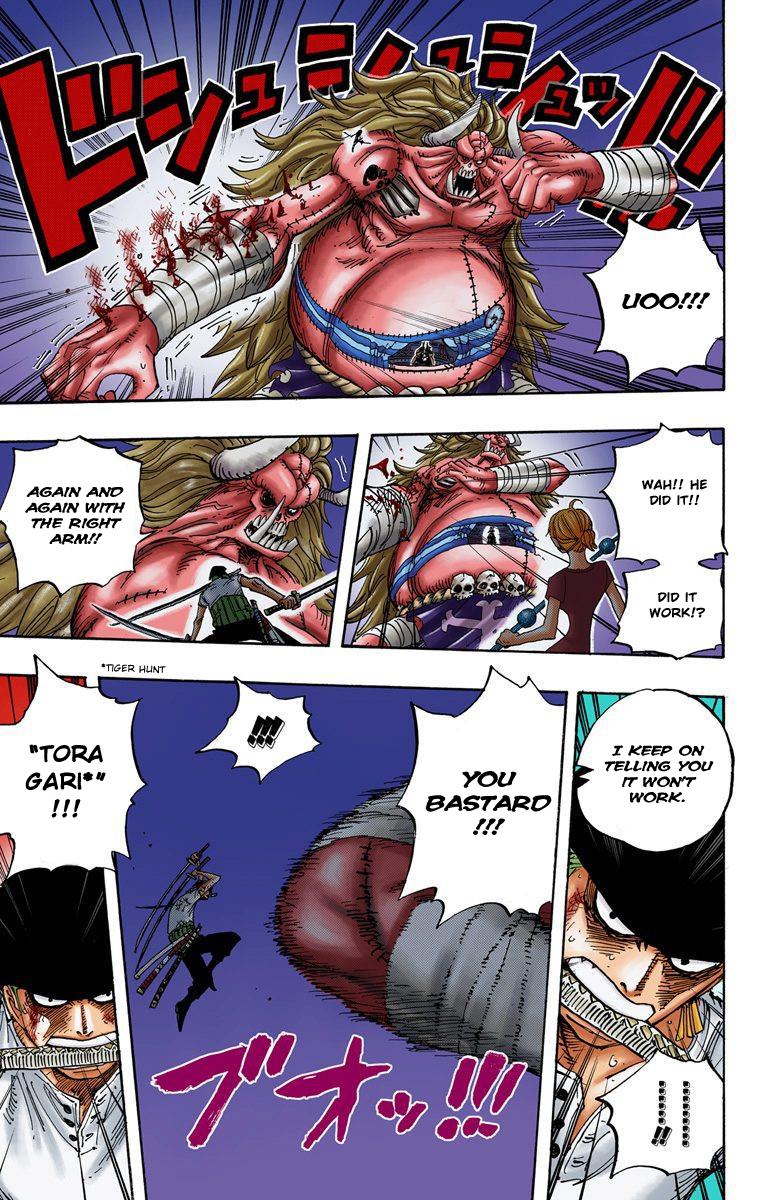 ドシュシュシュッ!!
UOO!!!
WAH!! HE
DID IT!!
DID IT
WORK!?
AGAIN AND
AGAIN WITH
THE RIGHT
ARM!!
I KEEP ON
TELLING YOU
IT WON'T
WORK.
!!
YOU
BASTARD
!!!
!!!
ブオッ!!!
*TIGER HUNT
"TORA
GARI*"
!!!